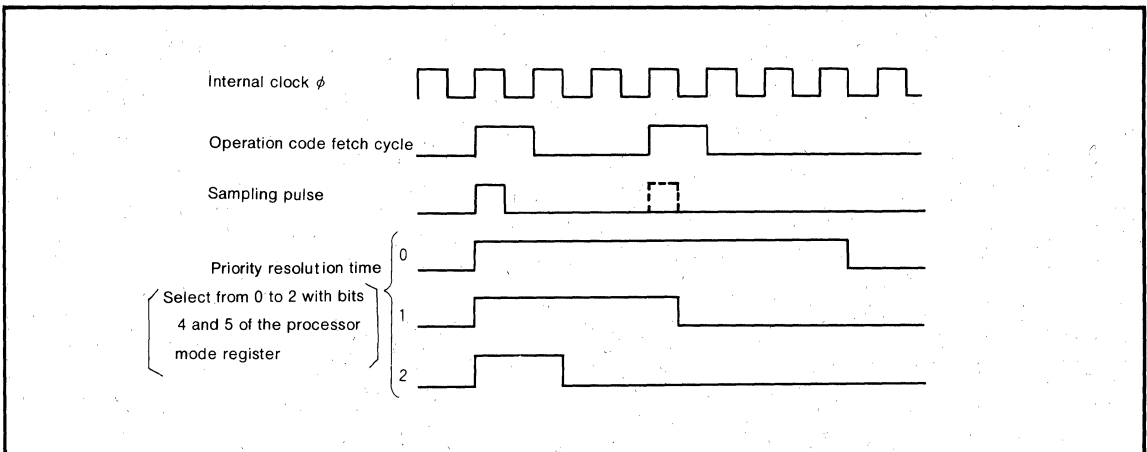 Internal clock ϕ
Operation code fetch cycle
Sampling pulse
Priority resolution time
Select from 0 to 2 with bits
4 and 5 of the processor
mode register
0
1
2